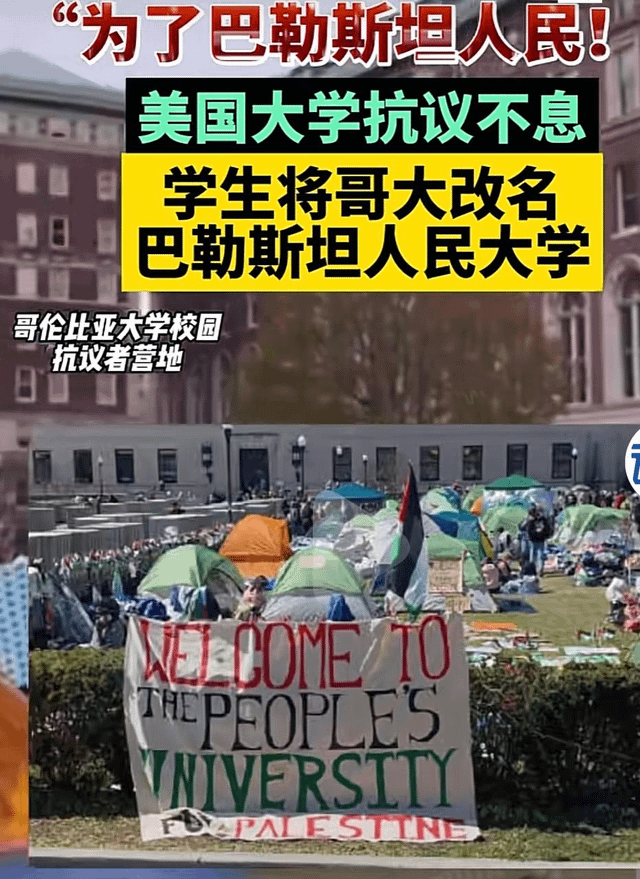 “为了巴勒斯坦人民！
美国大学抗议不息
学生将哥大改名
巴勒斯坦人民大学
哥伦比亚大学校园
抗议者营地
WELCOME TO
THE PEOPLE'S
UNIVERSITY
PALESTINE